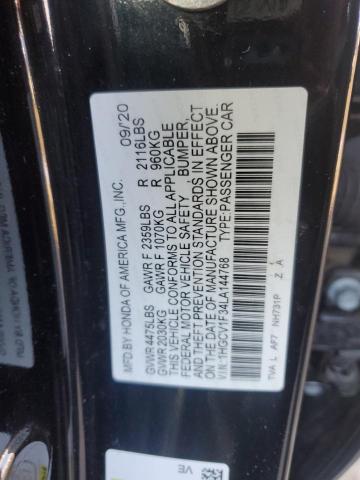 MFD.BY HONDA OF AMERICA MFG.,INC. 09/20
GVWR 4475LBS GAWR F 2359LBS R 2116LBS
GVWR 2030KG GAWR F 1070KG R 960KG
THIS VEHICLE CONFORMS TO ALL APPLICABLE
FEDERAL MOTOR VEHICLE SAFETY BUMPER,
AND THEFT PREVENTION STANDARDS IN EFFECT
ON THE DATE OF MANUFACTURE SHOWN ABOVE.
V.I.N.:1HGCV1F34LA144768 TYPE:PASSENGER CAR
TVA L AF7 NH731P Z A
VE